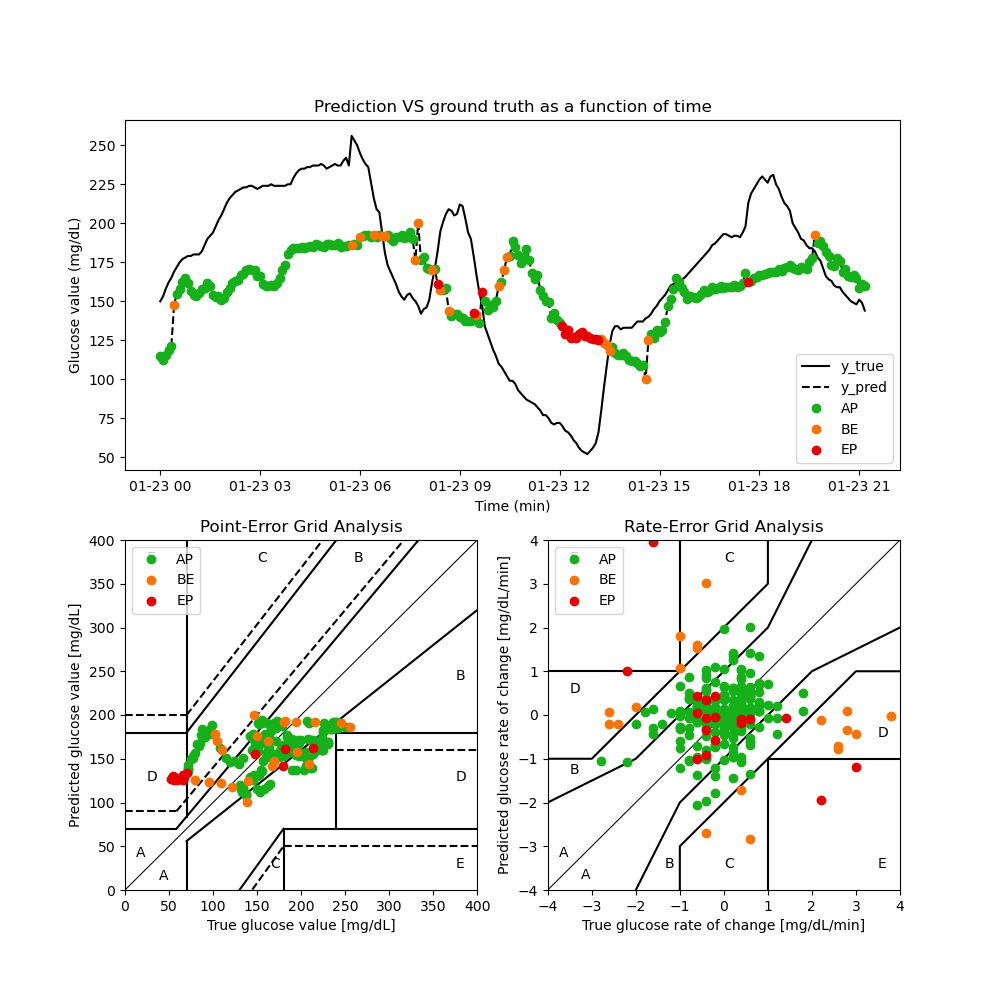 Prediction VS ground truth as a function of time
Glucose value (mg/dL)
250
225
200
175
150
125
100
75
50
y_true
y_pred
AP
BE
EP
01-23 00 01-23 03 01-23 06 01-23 09 01-23 12 01-23 15 01-23 18 01-23 21
Time (min)
Point-Error Grid Analysis
Predicted glucose value [mg/dL]
400
350
300
250
200
150
100
50
0
AP
BE
EP
C
B
B
D
D
A
A
C
E
0 50 100 150 200 250 300 350 400
True glucose value [mg/dL]
Rate-Error Grid Analysis
Predicted glucose rate of change [mg/dL/min]
4
3
2
1
0
−1
−2
−3
−4
AP
BE
EP
C
D
D
B
A
A
B
C
E
−4 −3 −2 −1 0 1 2 3 4
True glucose rate of change [mg/dL/min]